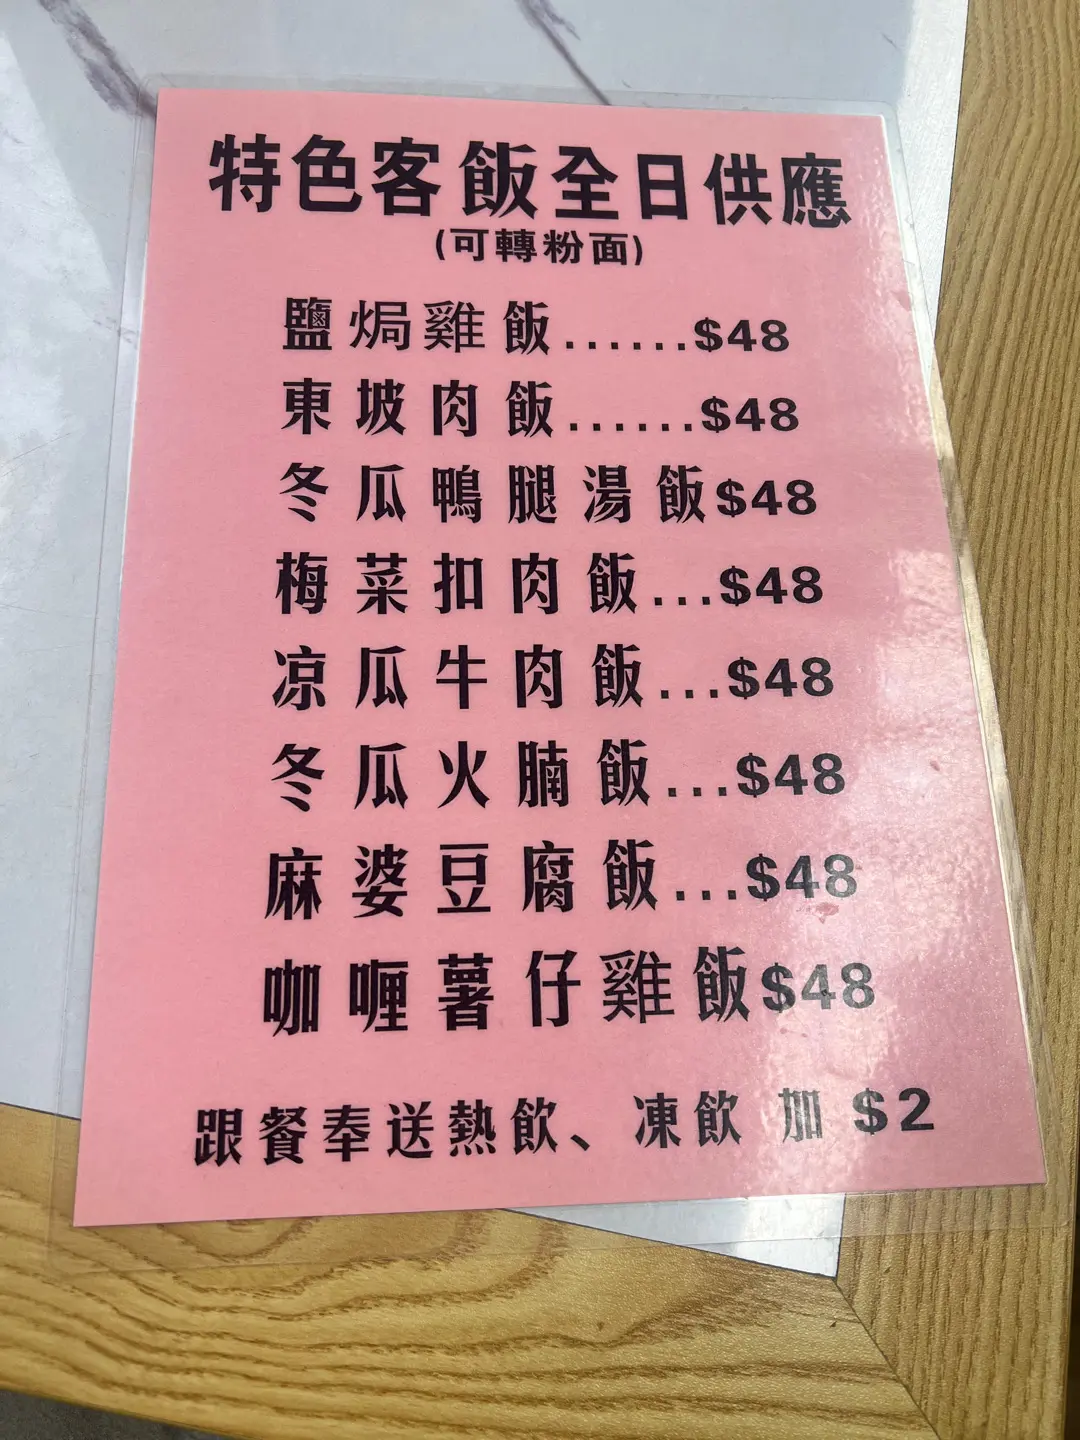 特色客飯全日供應
(可轉粉面)
鹽焗雞飯......$48
東坡肉飯......$48
冬瓜鴨腿湯飯$48
梅菜扣肉飯...$48
凉瓜牛肉飯...$48
冬瓜火腩飯...$48
麻婆豆腐飯...$48
咖喱薯仔雞飯$48
跟餐奉送熱飲、凍飲 加 $2